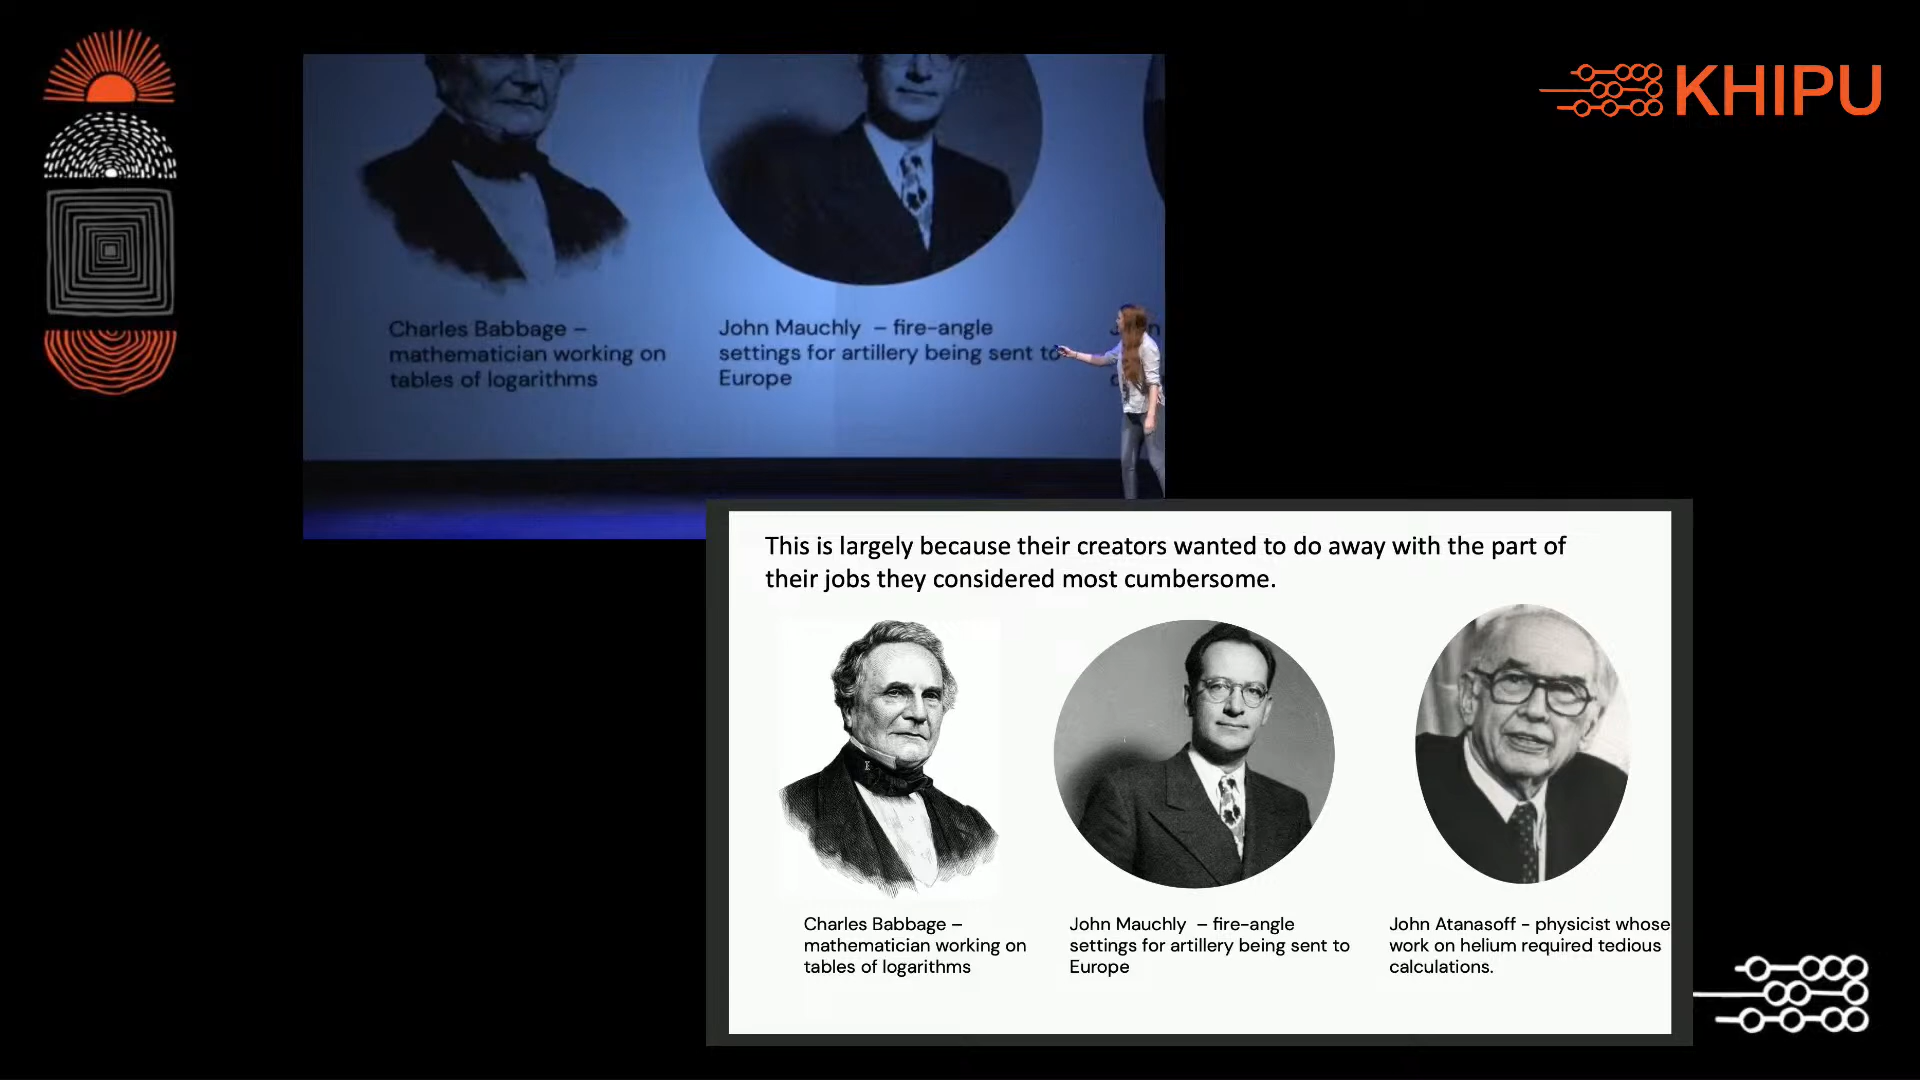 KHIPU
Charles Babbage –
mathematician working on
tables of logarithms
John Mauchly – fire-angle
settings for artillery being sent to
Europe
This is largely because their creators wanted to do away with the part of
their jobs they considered most cumbersome.
Charles Babbage –
mathematician working on
tables of logarithms
John Mauchly – fire-angle
settings for artillery being sent to
Europe
John Atanasoff - physicist whose
work on helium required tedious
calculations.